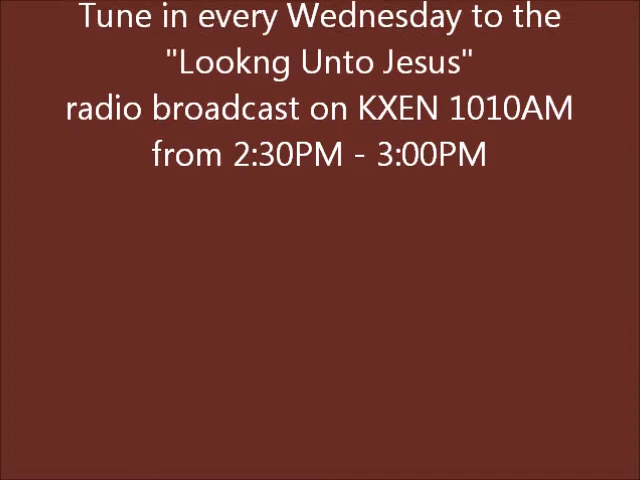 Tune in every Wednesday to the
"Lookng Unto Jesus"
radio broadcast on KXEN 1010AM
from 2:30PM - 3:00PM